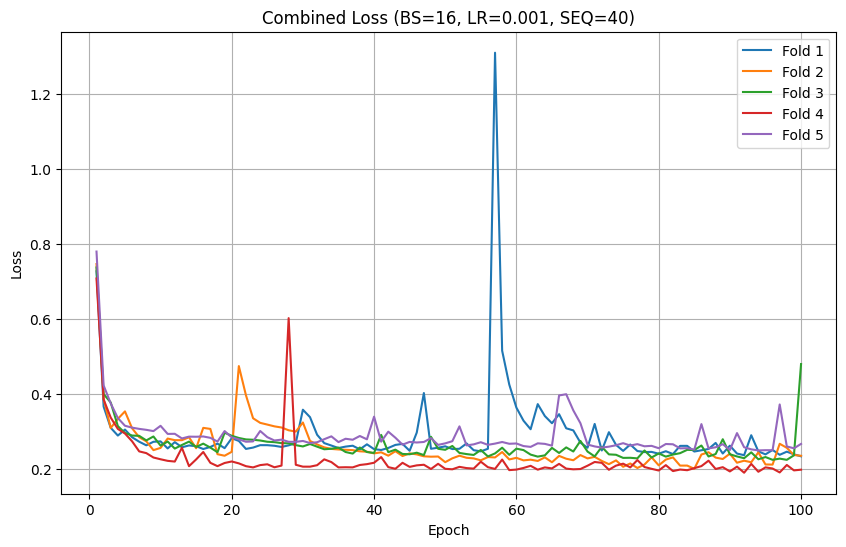 Combined Loss (BS=16, LR=0.001, SEQ=40)
Fold 1
Fold 2
Fold 3
Fold 4
Fold 5
1.2
1.0
0.8
0.6
0.4
0.2
Loss
0 20 40 60 80 100
Epoch